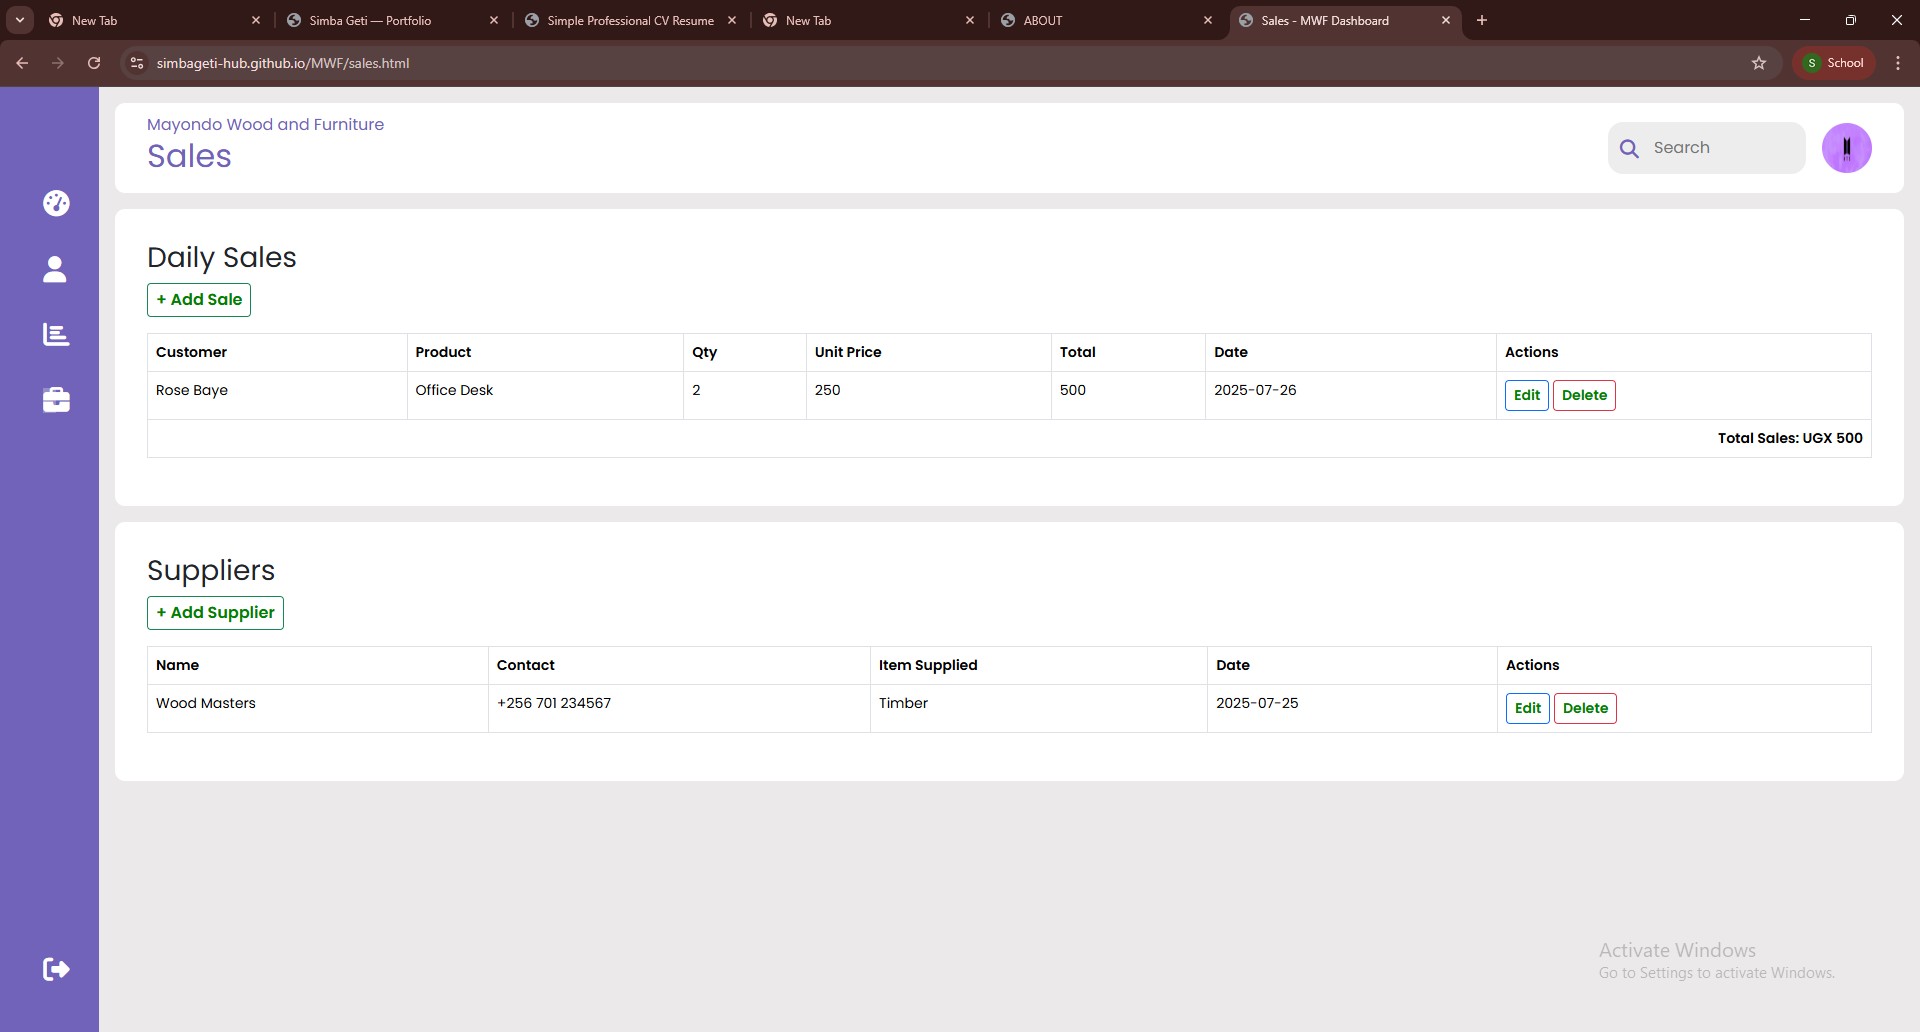 New Tab
Simba Geti — Portfolio
Simple Professional CV Resume
New Tab
ABOUT
Sales - MWF Dashboard
simbageti-hub.github.io/MWF/sales.html
S School
Mayondo Wood and Furniture
Sales
Search
Daily Sales
+ Add Sale
Customer Product Qty Unit Price Total Date Actions
Rose Baye Office Desk 2 250 500 2025-07-26 Edit Delete
Total Sales: UGX 500
Suppliers
+ Add Supplier
Name Contact Item Supplied Date Actions
Wood Masters +256 701 234567 Timber 2025-07-25 Edit Delete
Activate Windows
Go to Settings to activate Windows.